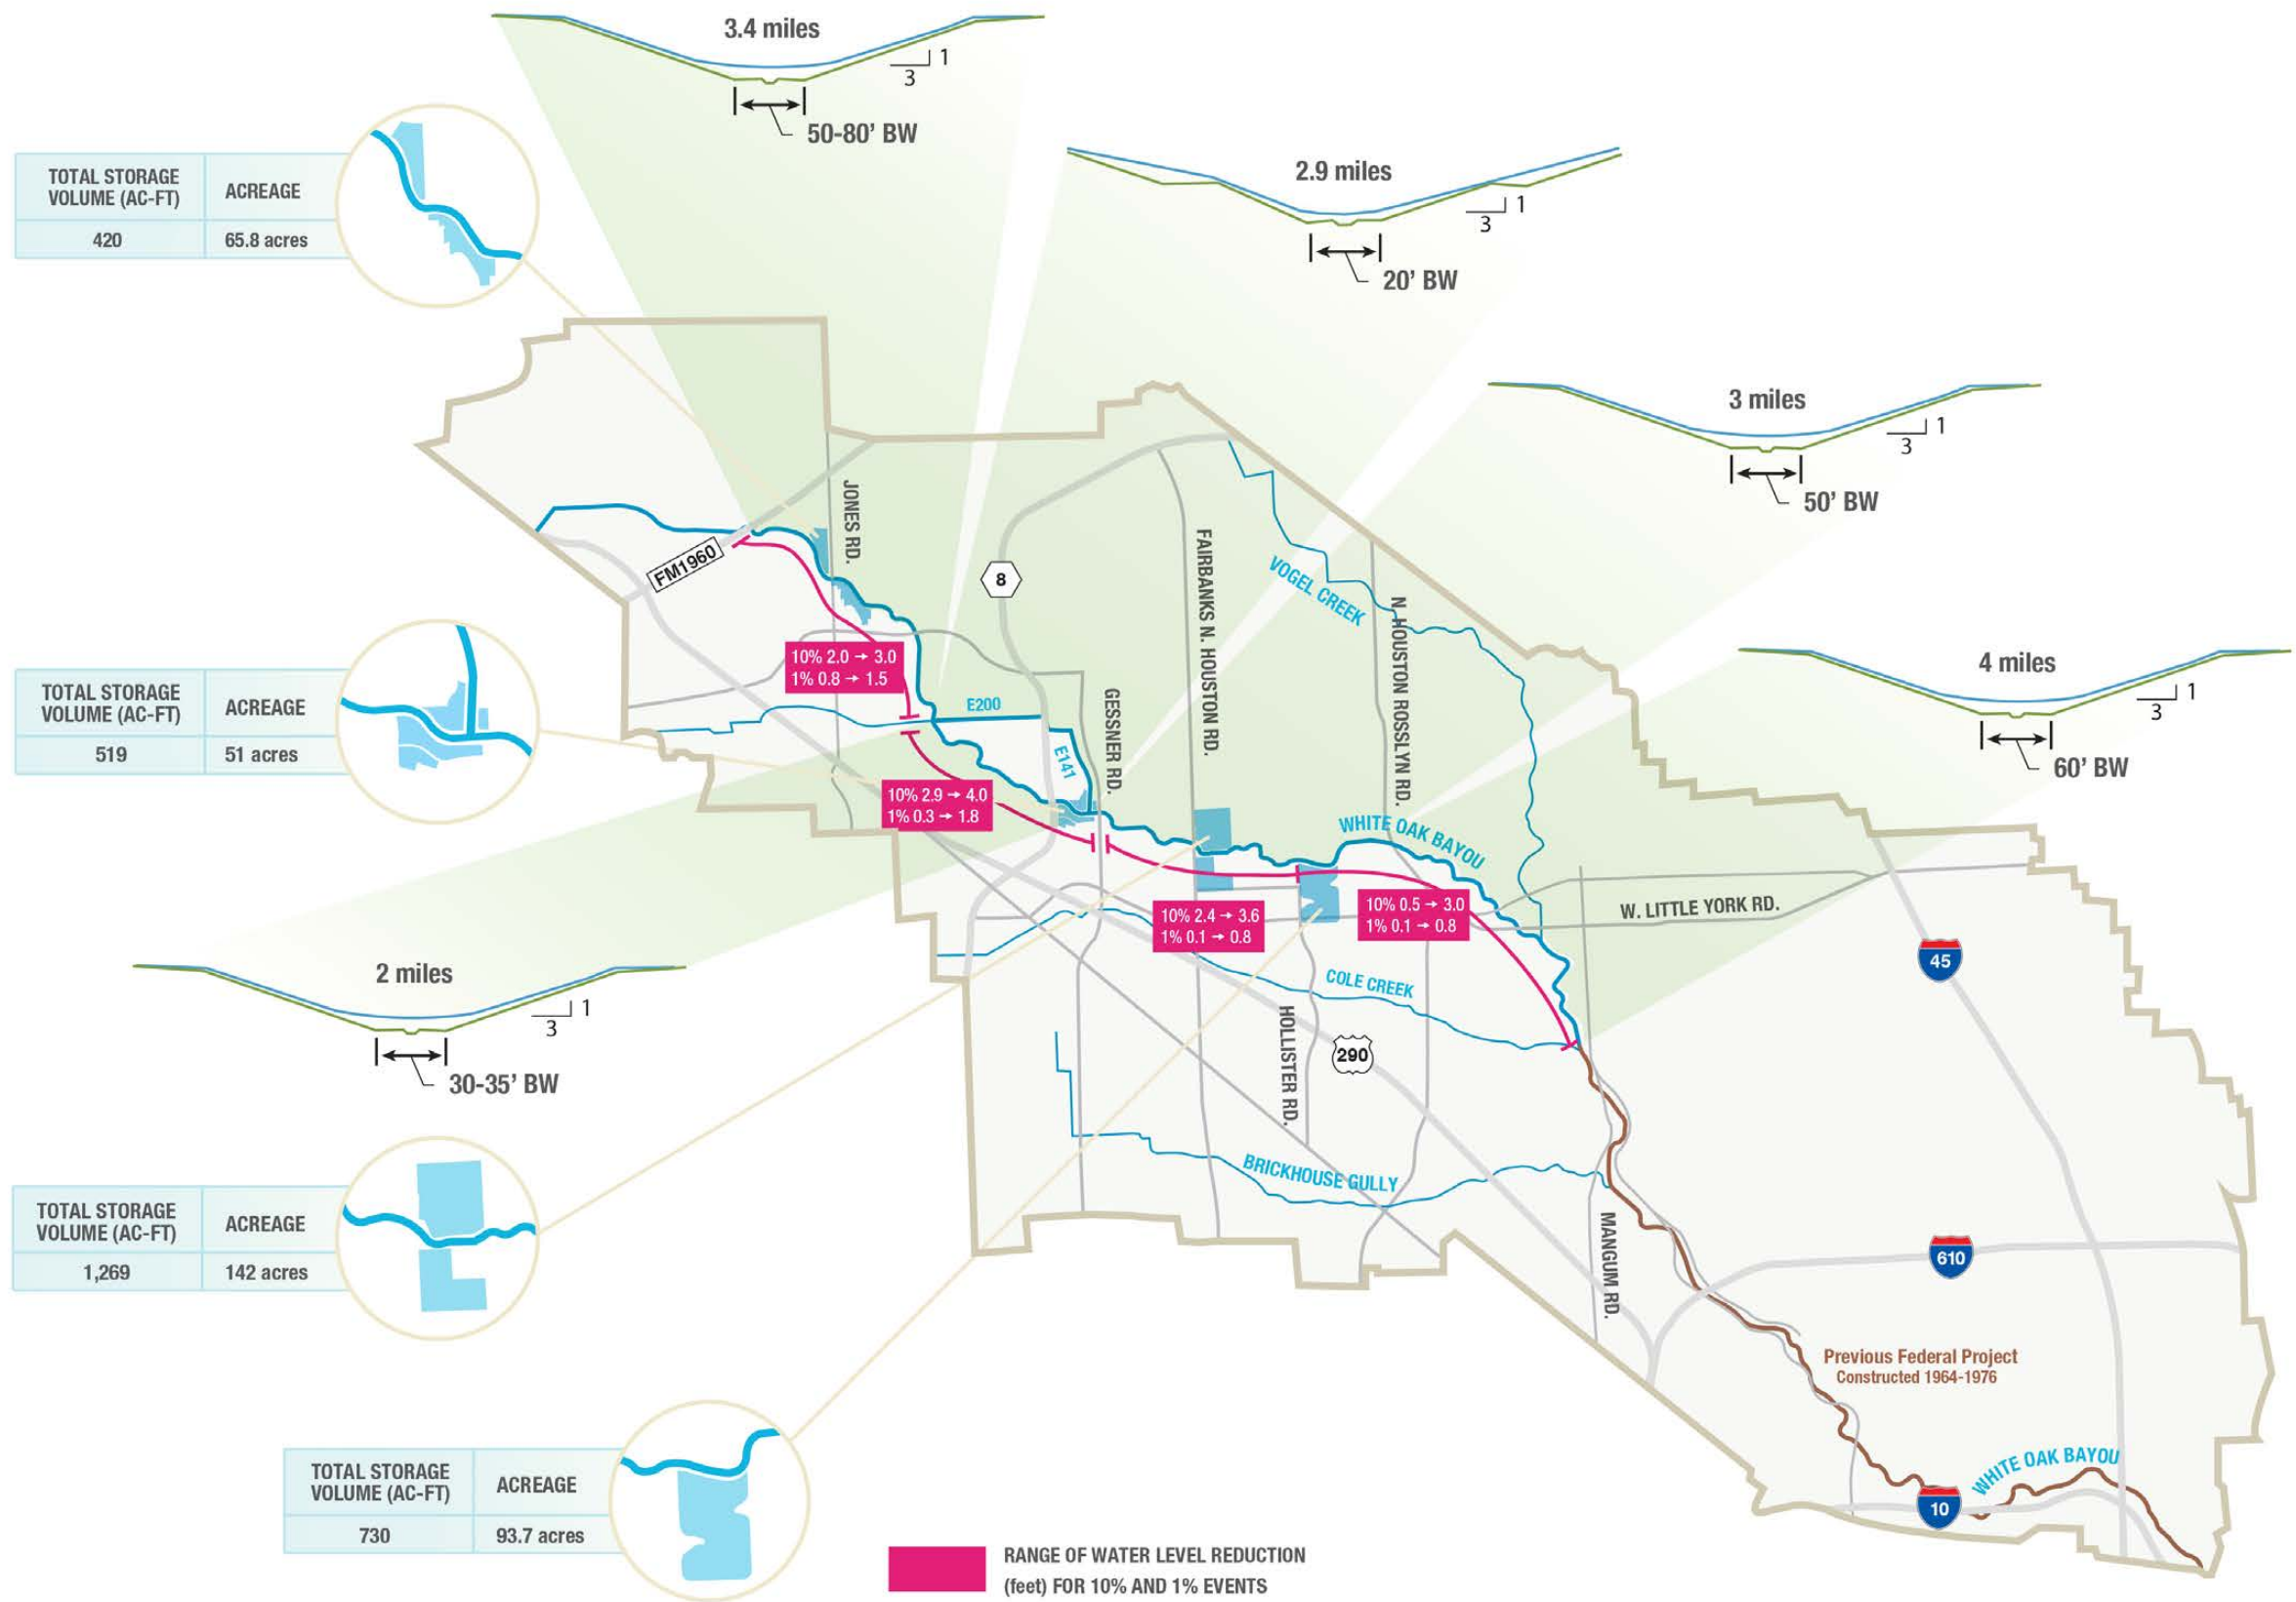 3.4 miles
1
3
50-80’ BW
2.9 miles
1
3
20’ BW
3 miles
1
3
50’ BW
4 miles
1
3
60’ BW
2 miles
1
3
30-35’ BW
TOTAL STORAGE
VOLUME (AC-FT)
ACREAGE
420
65.8 acres
TOTAL STORAGE
VOLUME (AC-FT)
ACREAGE
519
51 acres
TOTAL STORAGE
VOLUME (AC-FT)
ACREAGE
1,269
142 acres
TOTAL STORAGE
VOLUME (AC-FT)
ACREAGE
730
93.7 acres
JONES RD.
FM1960
8
FAIRBANKS N. HOUSTON RD.
VOGEL CREEK
N HOUSTON ROSSLYN RD.
10% 2.0 → 3.0
1% 0.8 → 1.5
E200
E141
GESSNER RD.
10% 2.9 → 4.0
1% 0.3 → 1.8
WHITE OAK BAYOU
10% 2.4 → 3.6
1% 0.1 → 0.8
10% 0.5 → 3.0
1% 0.1 → 0.8
W. LITTLE YORK RD.
45
COLE CREEK
HOLLISTER RD.
290
BRICKHOUSE GULLY
MANGUM RD.
610
Previous Federal Project
Constructed 1964-1976
WHITE OAK BAYOU
10
RANGE OF WATER LEVEL REDUCTION
(feet) FOR 10% AND 1% EVENTS